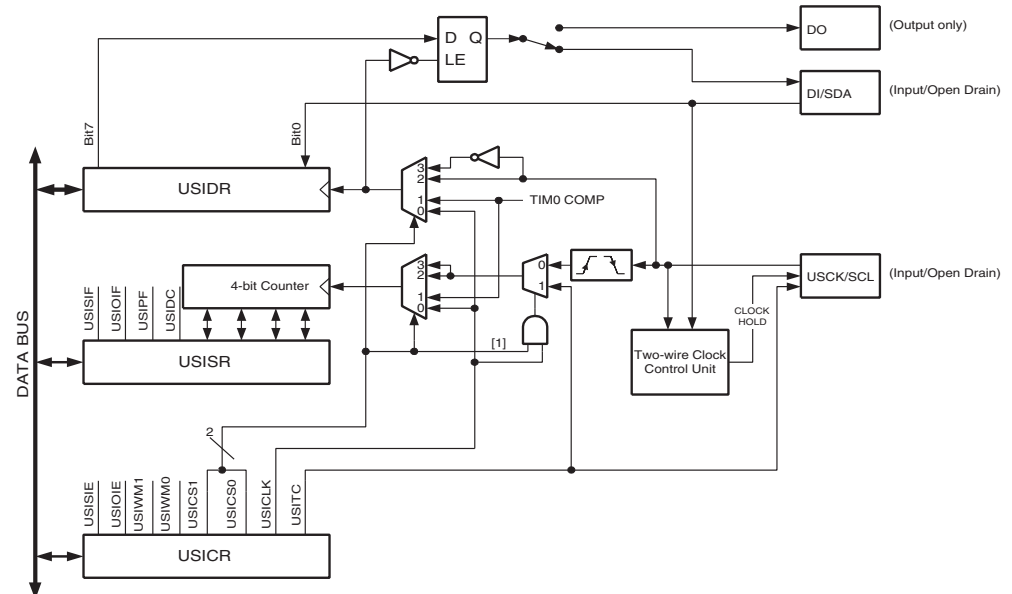 D Q
LE
DO
(Output only)
DI/SDA
(Input/Open Drain)
Bit7
Bit0
USIDR
3
2
1
0
TIM0 COMP
DATA BUS
4-bit Counter
3
2
1
0
0
1
USCK/SCL
(Input/Open Drain)
CLOCK
HOLD
USISIF
USIOIF
USIPF
USIDC
USISR
[1]
Two-wire Clock
Control Unit
2
USISIE
USIOIE
USIWM1
USIWM0
USICS1
USICS0
USICLK
USITC
USICR